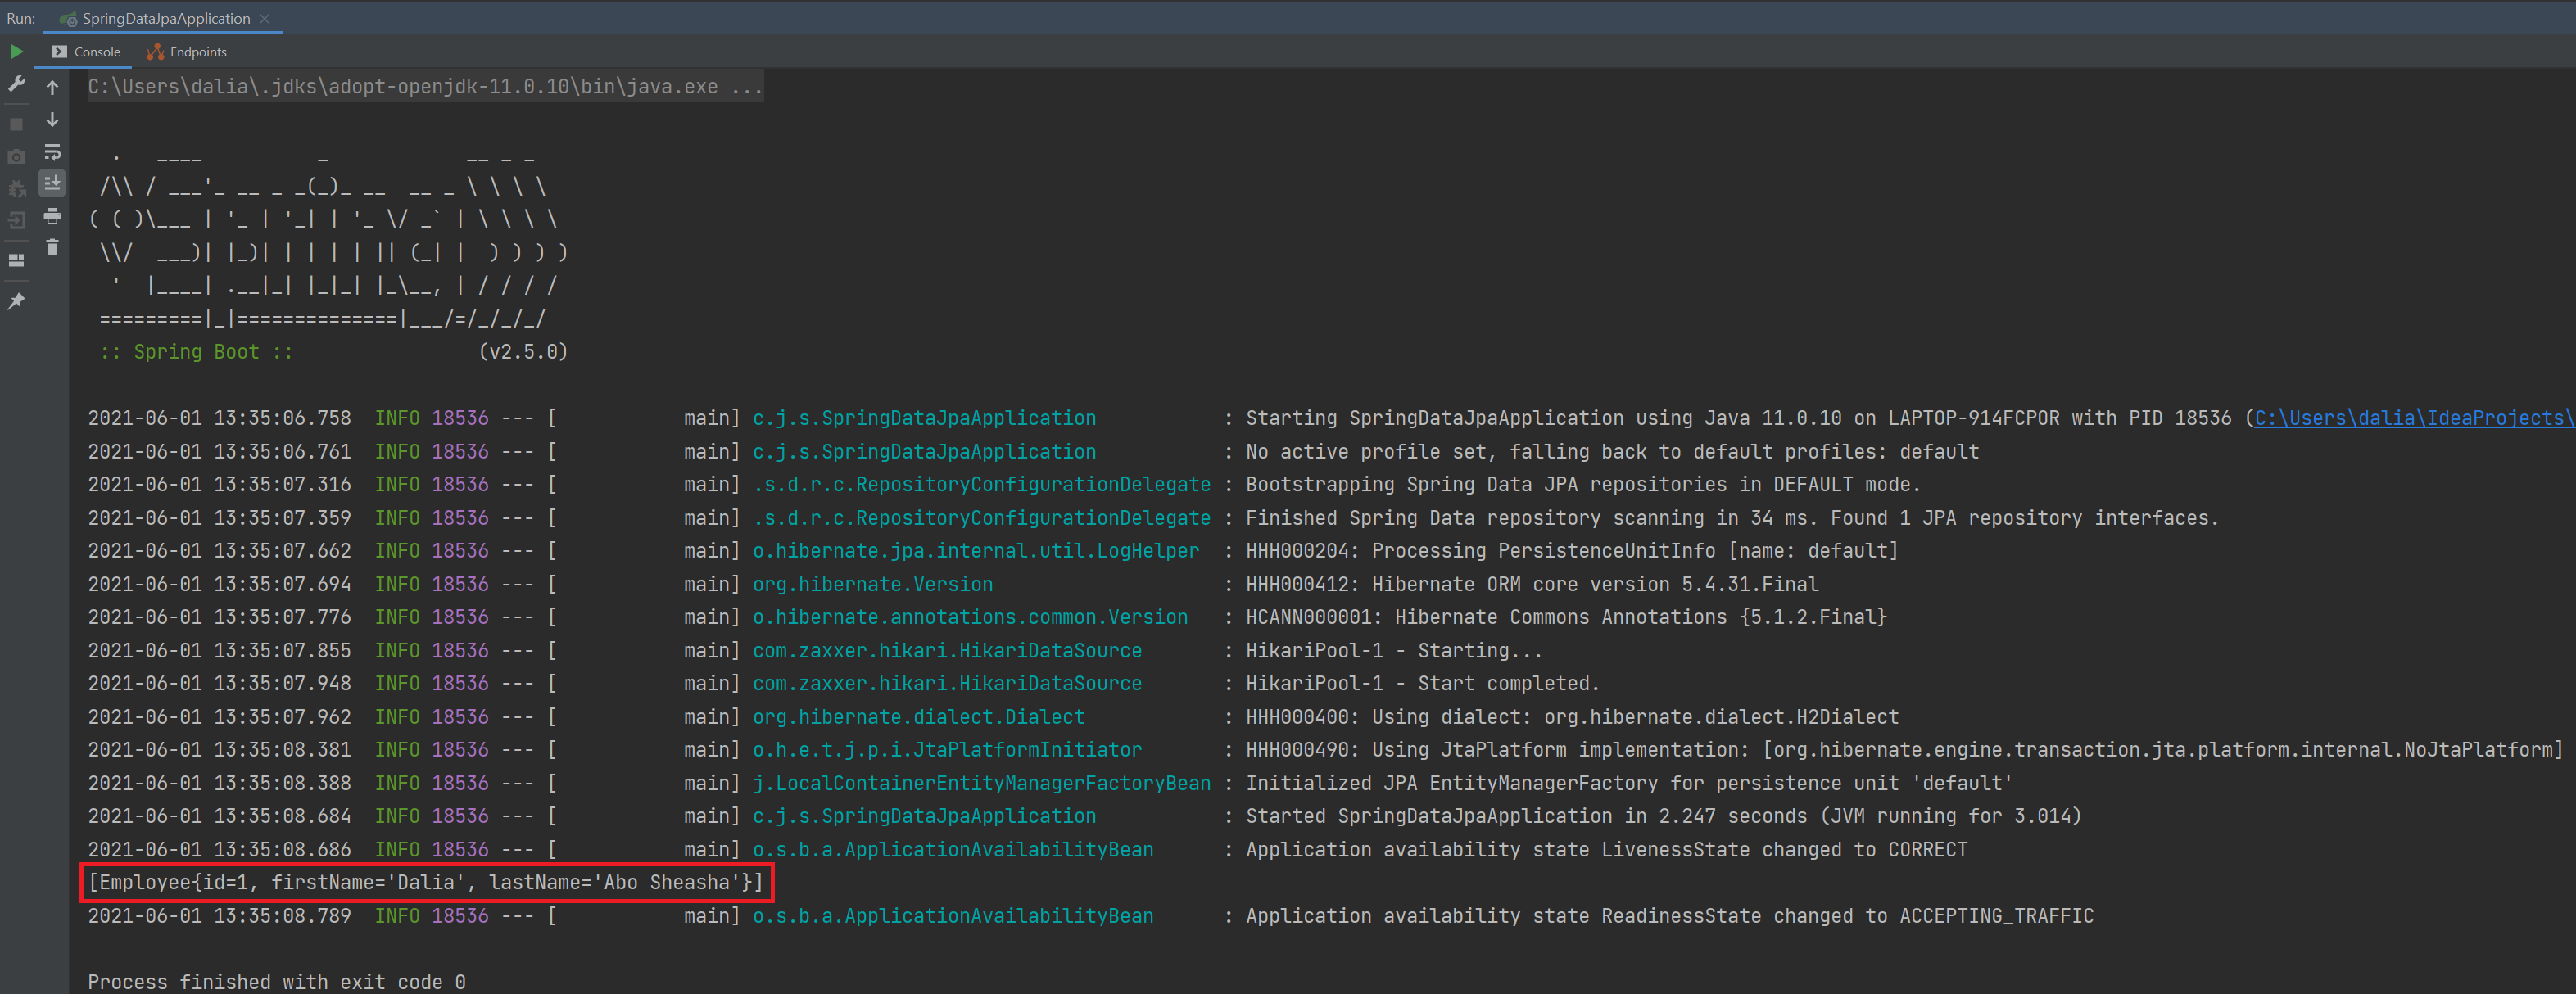 Run: SpringDataJpaApplication
Console Endpoints
C:\Users\dalia\.jdks\adopt-openjdk-11.0.10\bin\java.exe ...
  .   ____          _            __ _ _
 /\\ / ___'_ __ _ _(_)_ __  __ _ \ \ \ \
( ( )\___ | '_ | '_| | '_ \/ _` | \ \ \ \
 \\/  ___)| |_)| | | | | || (_| |  ) ) ) )
  '  |____| .__|_| |_|_| |_\__, | / / / /
 =========|_|==============|___/=/_/_/_/
 :: Spring Boot ::                (v2.5.0)
2021-06-01 13:35:06.758  INFO 18536 --- [           main] c.j.s.SpringDataJpaApplication           : Starting SpringDataJpaApplication using Java 11.0.10 on LAPTOP-914FCPOR with PID 18536 (C:\Users\dalia\IdeaProjects\
2021-06-01 13:35:06.761  INFO 18536 --- [           main] c.j.s.SpringDataJpaApplication           : No active profile set, falling back to default profiles: default
2021-06-01 13:35:07.316  INFO 18536 --- [           main] .s.d.r.c.RepositoryConfigurationDelegate : Bootstrapping Spring Data JPA repositories in DEFAULT mode.
2021-06-01 13:35:07.359  INFO 18536 --- [           main] .s.d.r.c.RepositoryConfigurationDelegate : Finished Spring Data repository scanning in 34 ms. Found 1 JPA repository interfaces.
2021-06-01 13:35:07.662  INFO 18536 --- [           main] o.hibernate.jpa.internal.util.LogHelper  : HHH000204: Processing PersistenceUnitInfo [name: default]
2021-06-01 13:35:07.694  INFO 18536 --- [           main] org.hibernate.Version                    : HHH000412: Hibernate ORM core version 5.4.31.Final
2021-06-01 13:35:07.776  INFO 18536 --- [           main] o.hibernate.annotations.common.Version   : HCANN000001: Hibernate Commons Annotations {5.1.2.Final}
2021-06-01 13:35:07.855  INFO 18536 --- [           main] com.zaxxer.hikari.HikariDataSource       : HikariPool-1 - Starting...
2021-06-01 13:35:07.948  INFO 18536 --- [           main] com.zaxxer.hikari.HikariDataSource       : HikariPool-1 - Start completed.
2021-06-01 13:35:07.962  INFO 18536 --- [           main] org.hibernate.dialect.Dialect            : HHH000400: Using dialect: org.hibernate.dialect.H2Dialect
2021-06-01 13:35:08.381  INFO 18536 --- [           main] o.h.e.t.j.p.i.JtaPlatformInitiator       : HHH000490: Using JtaPlatform implementation: [org.hibernate.engine.transaction.jta.platform.internal.NoJtaPlatform]
2021-06-01 13:35:08.388  INFO 18536 --- [           main] j.LocalContainerEntityManagerFactoryBean : Initialized JPA EntityManagerFactory for persistence unit 'default'
2021-06-01 13:35:08.684  INFO 18536 --- [           main] c.j.s.SpringDataJpaApplication           : Started SpringDataJpaApplication in 2.247 seconds (JVM running for 3.014)
2021-06-01 13:35:08.686  INFO 18536 --- [           main] o.s.b.a.ApplicationAvailabilityBean      : Application availability state LivenessState changed to CORRECT
[Employee{id=1, firstName='Dalia', lastName='Abo Sheasha'}]
2021-06-01 13:35:08.789  INFO 18536 --- [           main] o.s.b.a.ApplicationAvailabilityBean      : Application availability state ReadinessState changed to ACCEPTING_TRAFFIC
Process finished with exit code 0